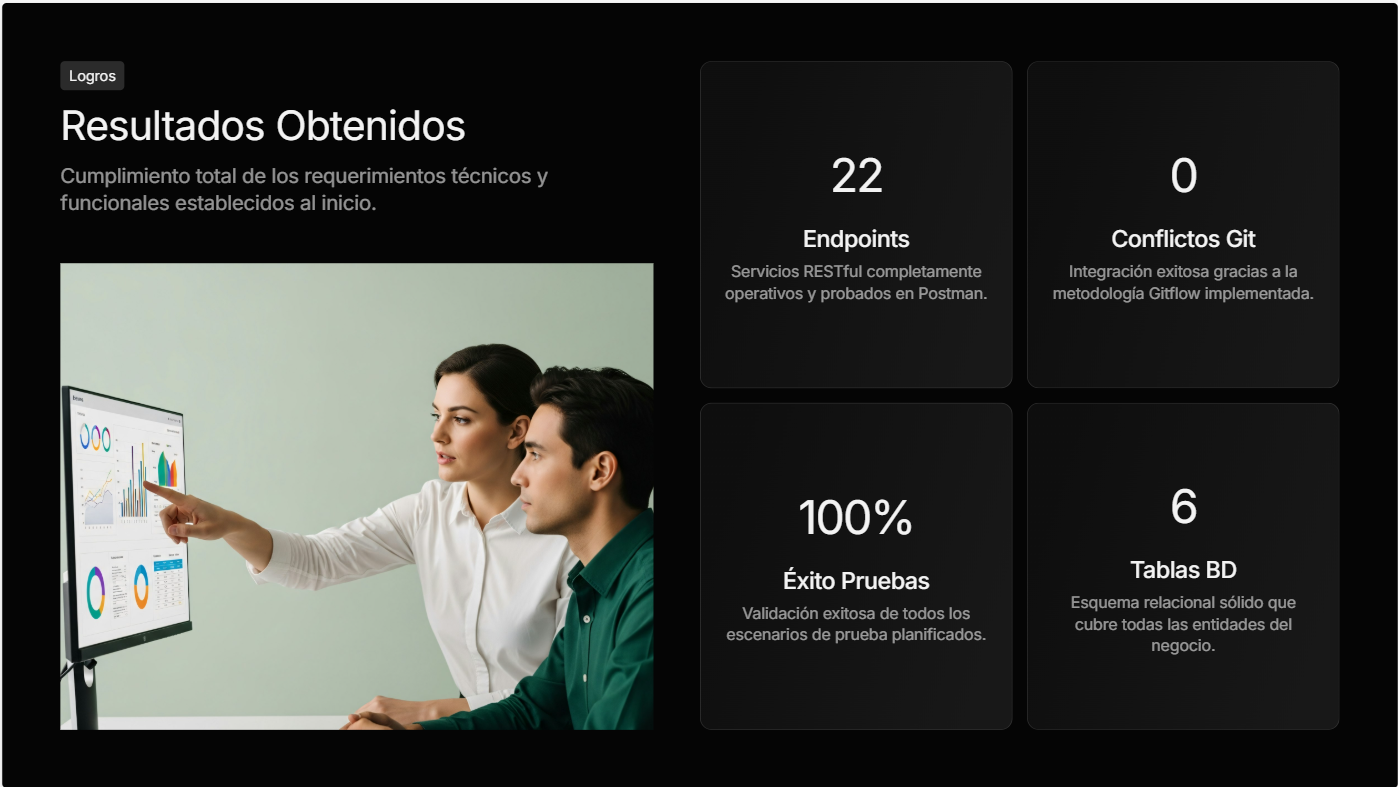 Logros
Resultados Obtenidos
Cumplimiento total de los requerimientos técnicos y
funcionales establecidos al inicio.
22
Endpoints
Servicios RESTful completamente
operativos y probados en Postman.
0
Conflictos Git
Integración exitosa gracias a la
metodología Gitflow implementada.
100%
Éxito Pruebas
Validación exitosa de todos los
escenarios de prueba planificados.
6
Tablas BD
Esquema relacional sólido que
cubre todas las entidades del
negocio.